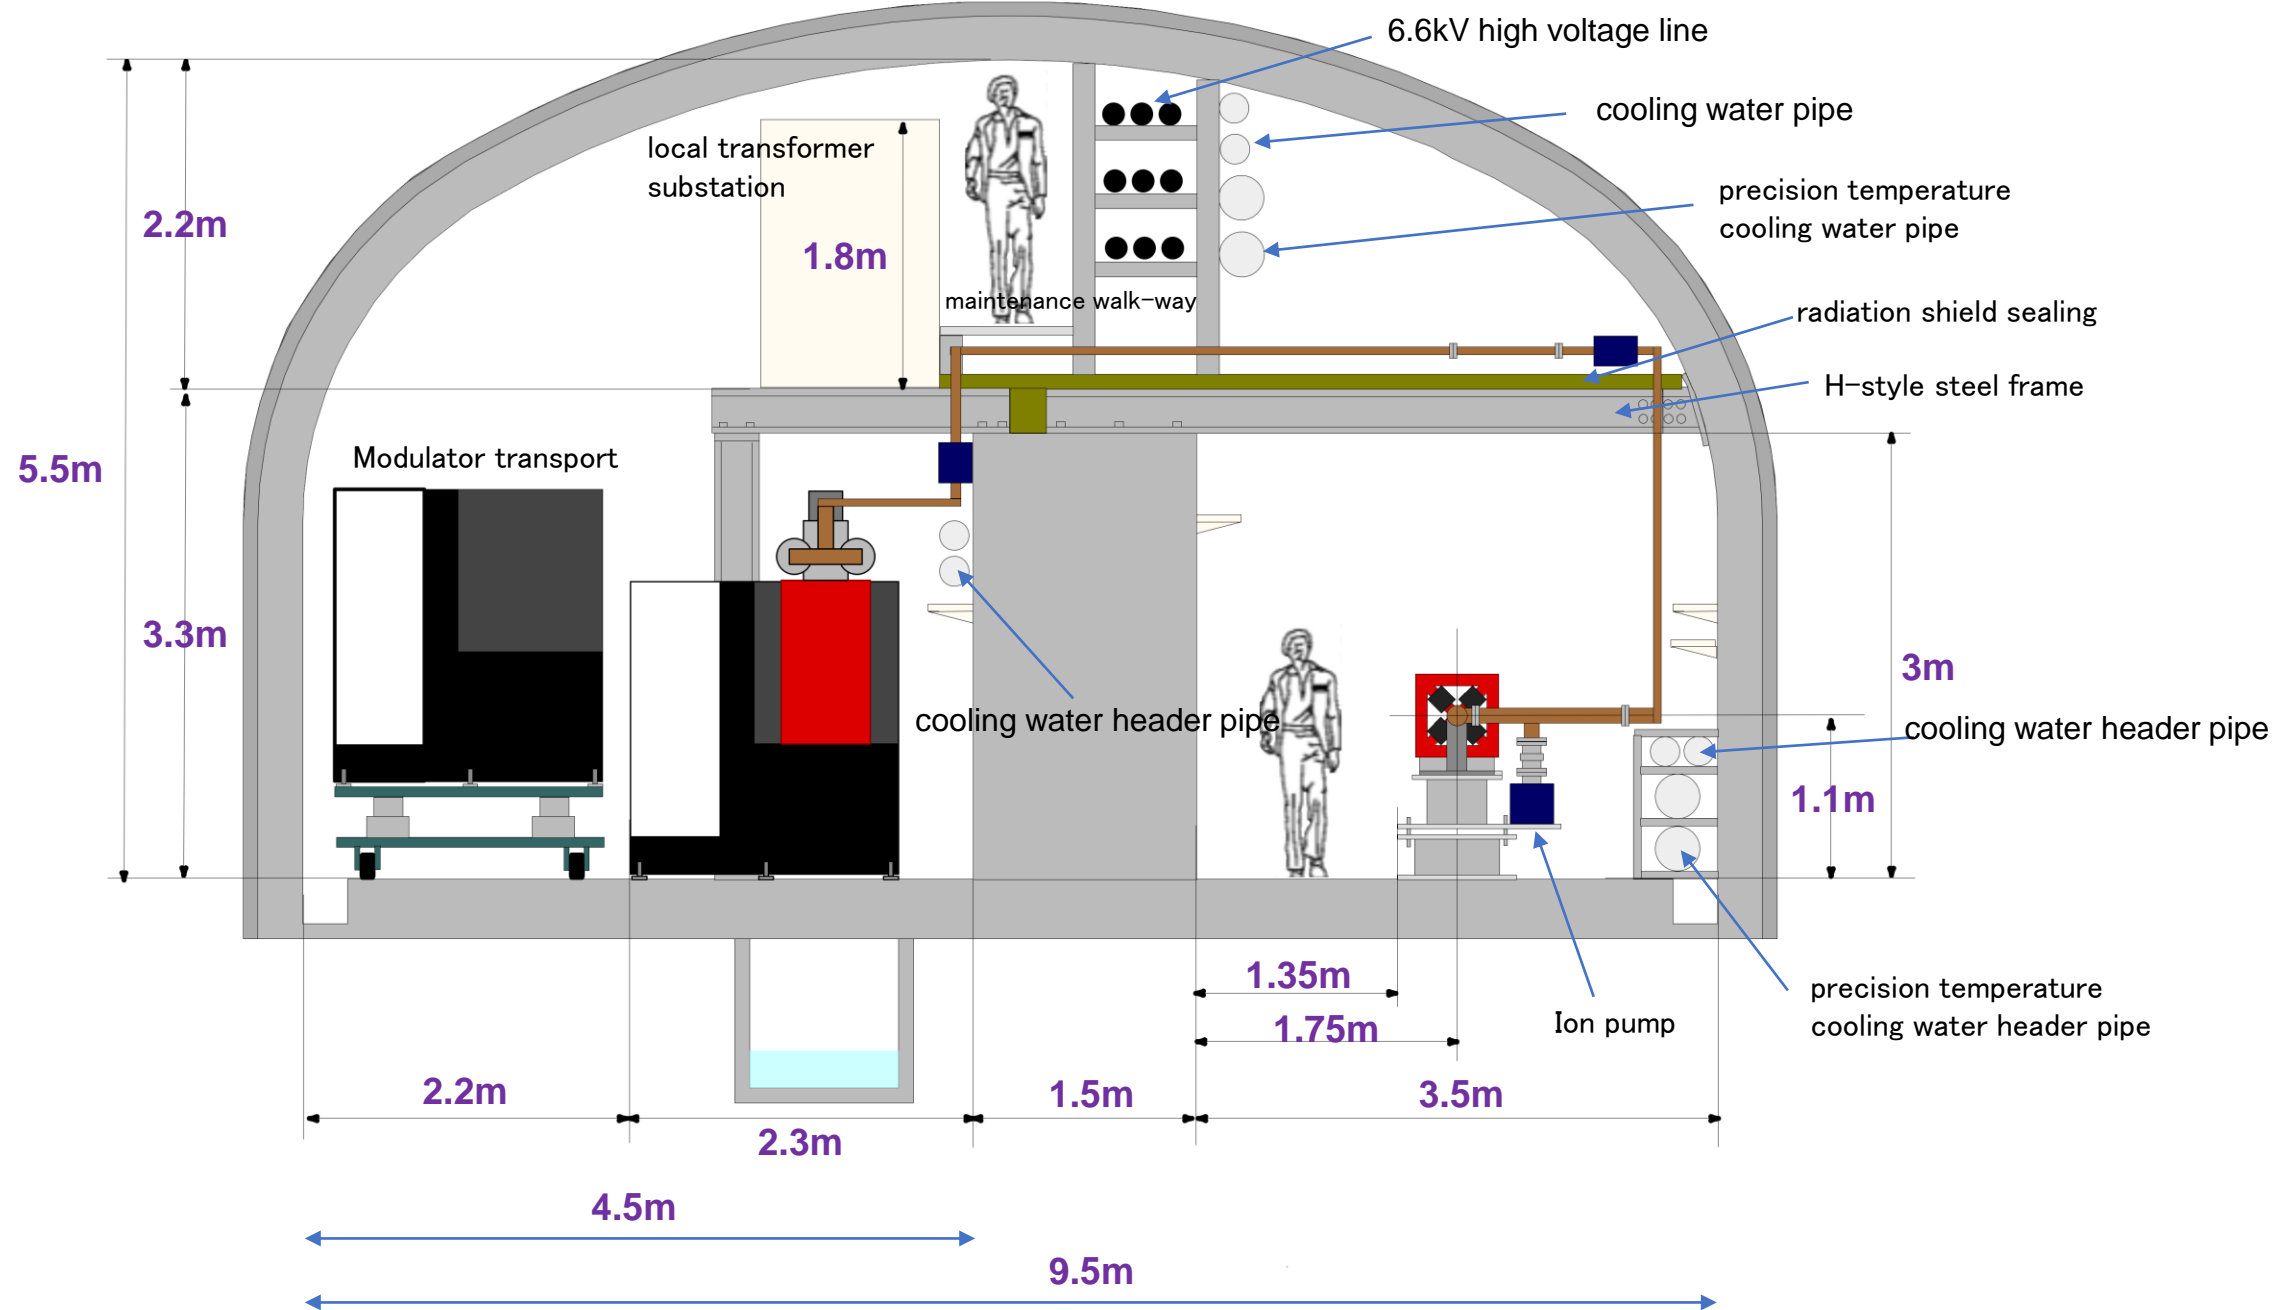 6.6kV high voltage line
cooling water pipe
local transformer
substation
precision temperature
cooling water pipe
2.2m
1.8m
maintenance walk-way
radiation shield sealing
H-style steel frame
Modulator transport
5.5m
3.3m
3m
cooling water header pipe
cooling water header pipe
1.1m
1.35m
precision temperature
cooling water header pipe
Ion pump
1.75m
2.2m
1.5m
3.5m
2.3m
4.5m
9.5m